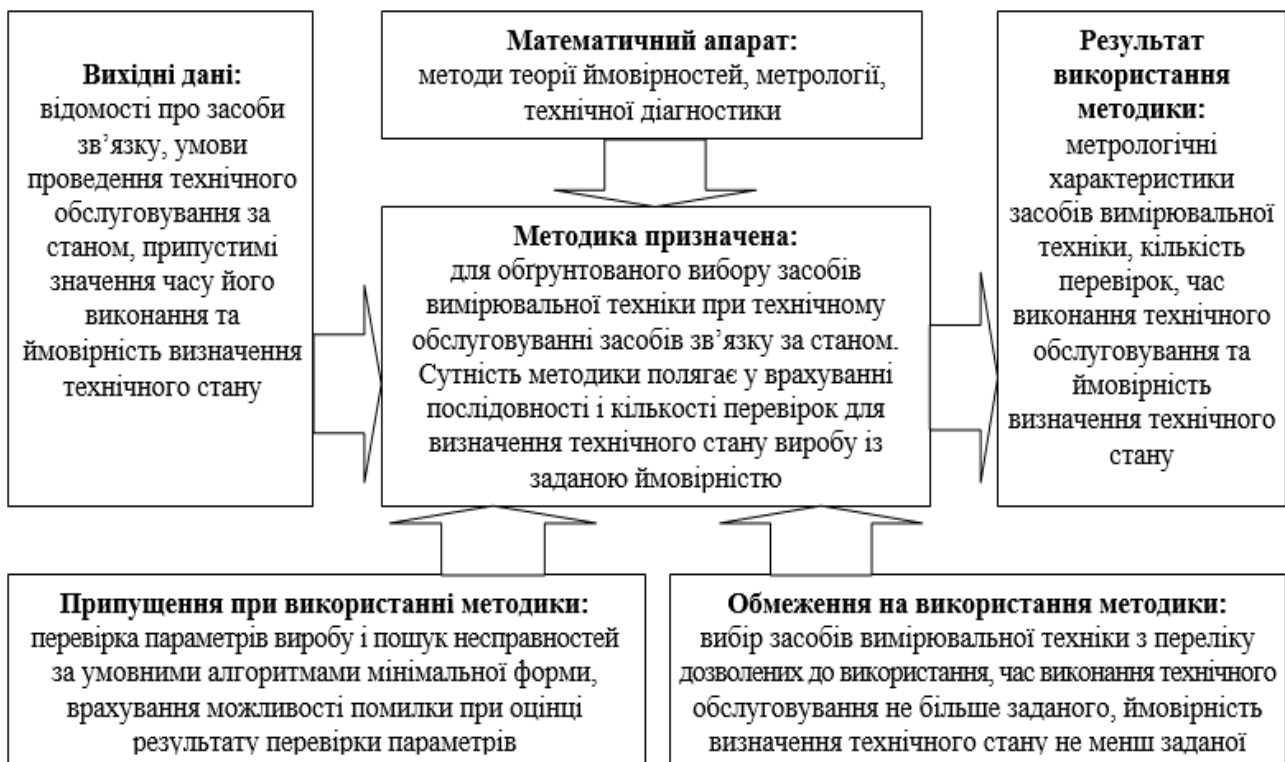 Вихідні дані:
відомості про засоби
зв’язку, умови
проведення технічного
обслуговування за
станом, припустимі
значення часу його
виконання та
ймовірність визначення
технічного стану
Математичний апарат:
методи теорії ймовірностей, метрології,
технічної діагностики
Методика призначена:
для обґрунтованого вибору засобів
вимірювальної техніки при технічному
обслуговуванні засобів зв’язку за станом.
Сутність методики полягає у врахуванні
послідовності і кількості перевірок для
визначення технічного стану виробу із
заданою ймовірністю
Результат
використання
методики:
метрологічні
характеристики
засобів вимірювальної
техніки, кількість
перевірок, час
виконання технічного
обслуговування та
ймовірність
визначення технічного
стану
Припущення при використанні методики:
перевірка параметрів виробу і пошук несправностей
за умовними алгоритмами мінімальної форми,
врахування можливості помилки при оцінці
результату перевірки параметрів
Обмеження на використання методики:
вибір засобів вимірювальної техніки з переліку
дозволених до використання, час виконання технічного
обслуговування не більше заданого, ймовірність
визначення технічного стану не менш заданої